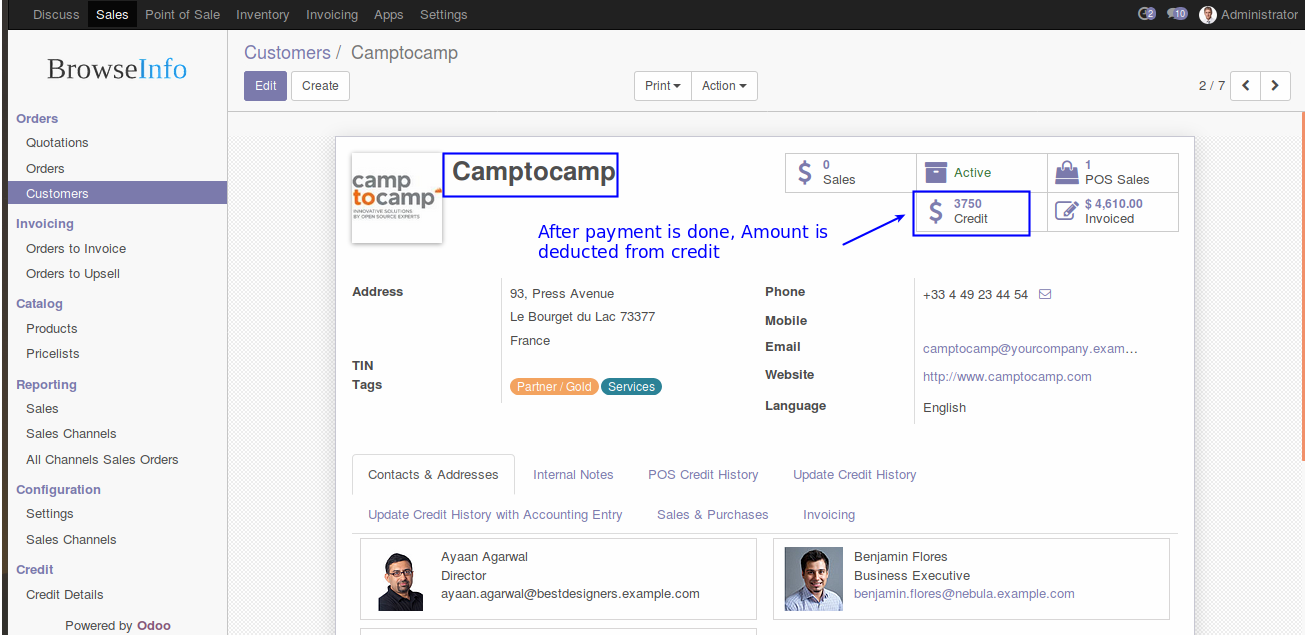 Discuss Sales Point of Sale Inventory Invoicing Apps Settings 2 10 Administrator
BrowseInfo
Orders
Quotations
Orders
Customers
Invoicing
Orders to Invoice
Orders to Upsell
Catalog
Products
Pricelists
Reporting
Sales
Sales Channels
All Channels Sales Orders
Configuration
Settings
Sales Channels
Credit
Credit Details
Powered by Odoo
Customers / Camptocamp
Edit Create Print Action 2 / 7
camp
tocamp
INNOVATIVE SOLUTIONS
BY OPEN SOURCE EXPERTS
Camptocamp
0
Sales
Active
1
POS Sales
$ 3750
Credit
$ 4,610.00
Invoiced
After payment is done, Amount is
deducted from credit
Address
93, Press Avenue
Le Bourget du Lac 73377
France
TIN
Tags Partner / Gold Services
Phone +33 4 49 23 44 54
Mobile
Email camptocamp@yourcompany.exam...
Website http://www.camptocamp.com
Language English
Contacts & Addresses Internal Notes POS Credit History Update Credit History
Update Credit History with Accounting Entry Sales & Purchases Invoicing
Ayaan Agarwal
Director
ayaan.agarwal@bestdesigners.example.com
Benjamin Flores
Business Executive
benjamin.flores@nebula.example.com